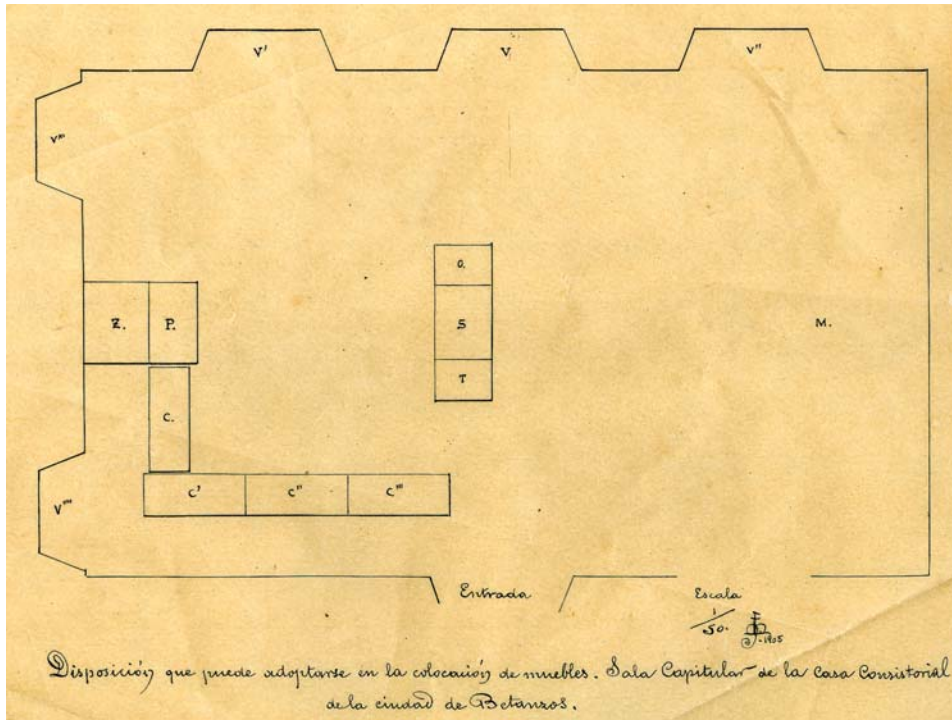 V' V V''
V'''
O.
Z. P. S M.
T
C.
C' C'' C'''
V''''
Entrada Escala
1/50. 1905
Disposición que puede adoptarse en la colocación de muebles. Sala Capitular de la Casa Consistorial
de la ciudad de Betanzos.